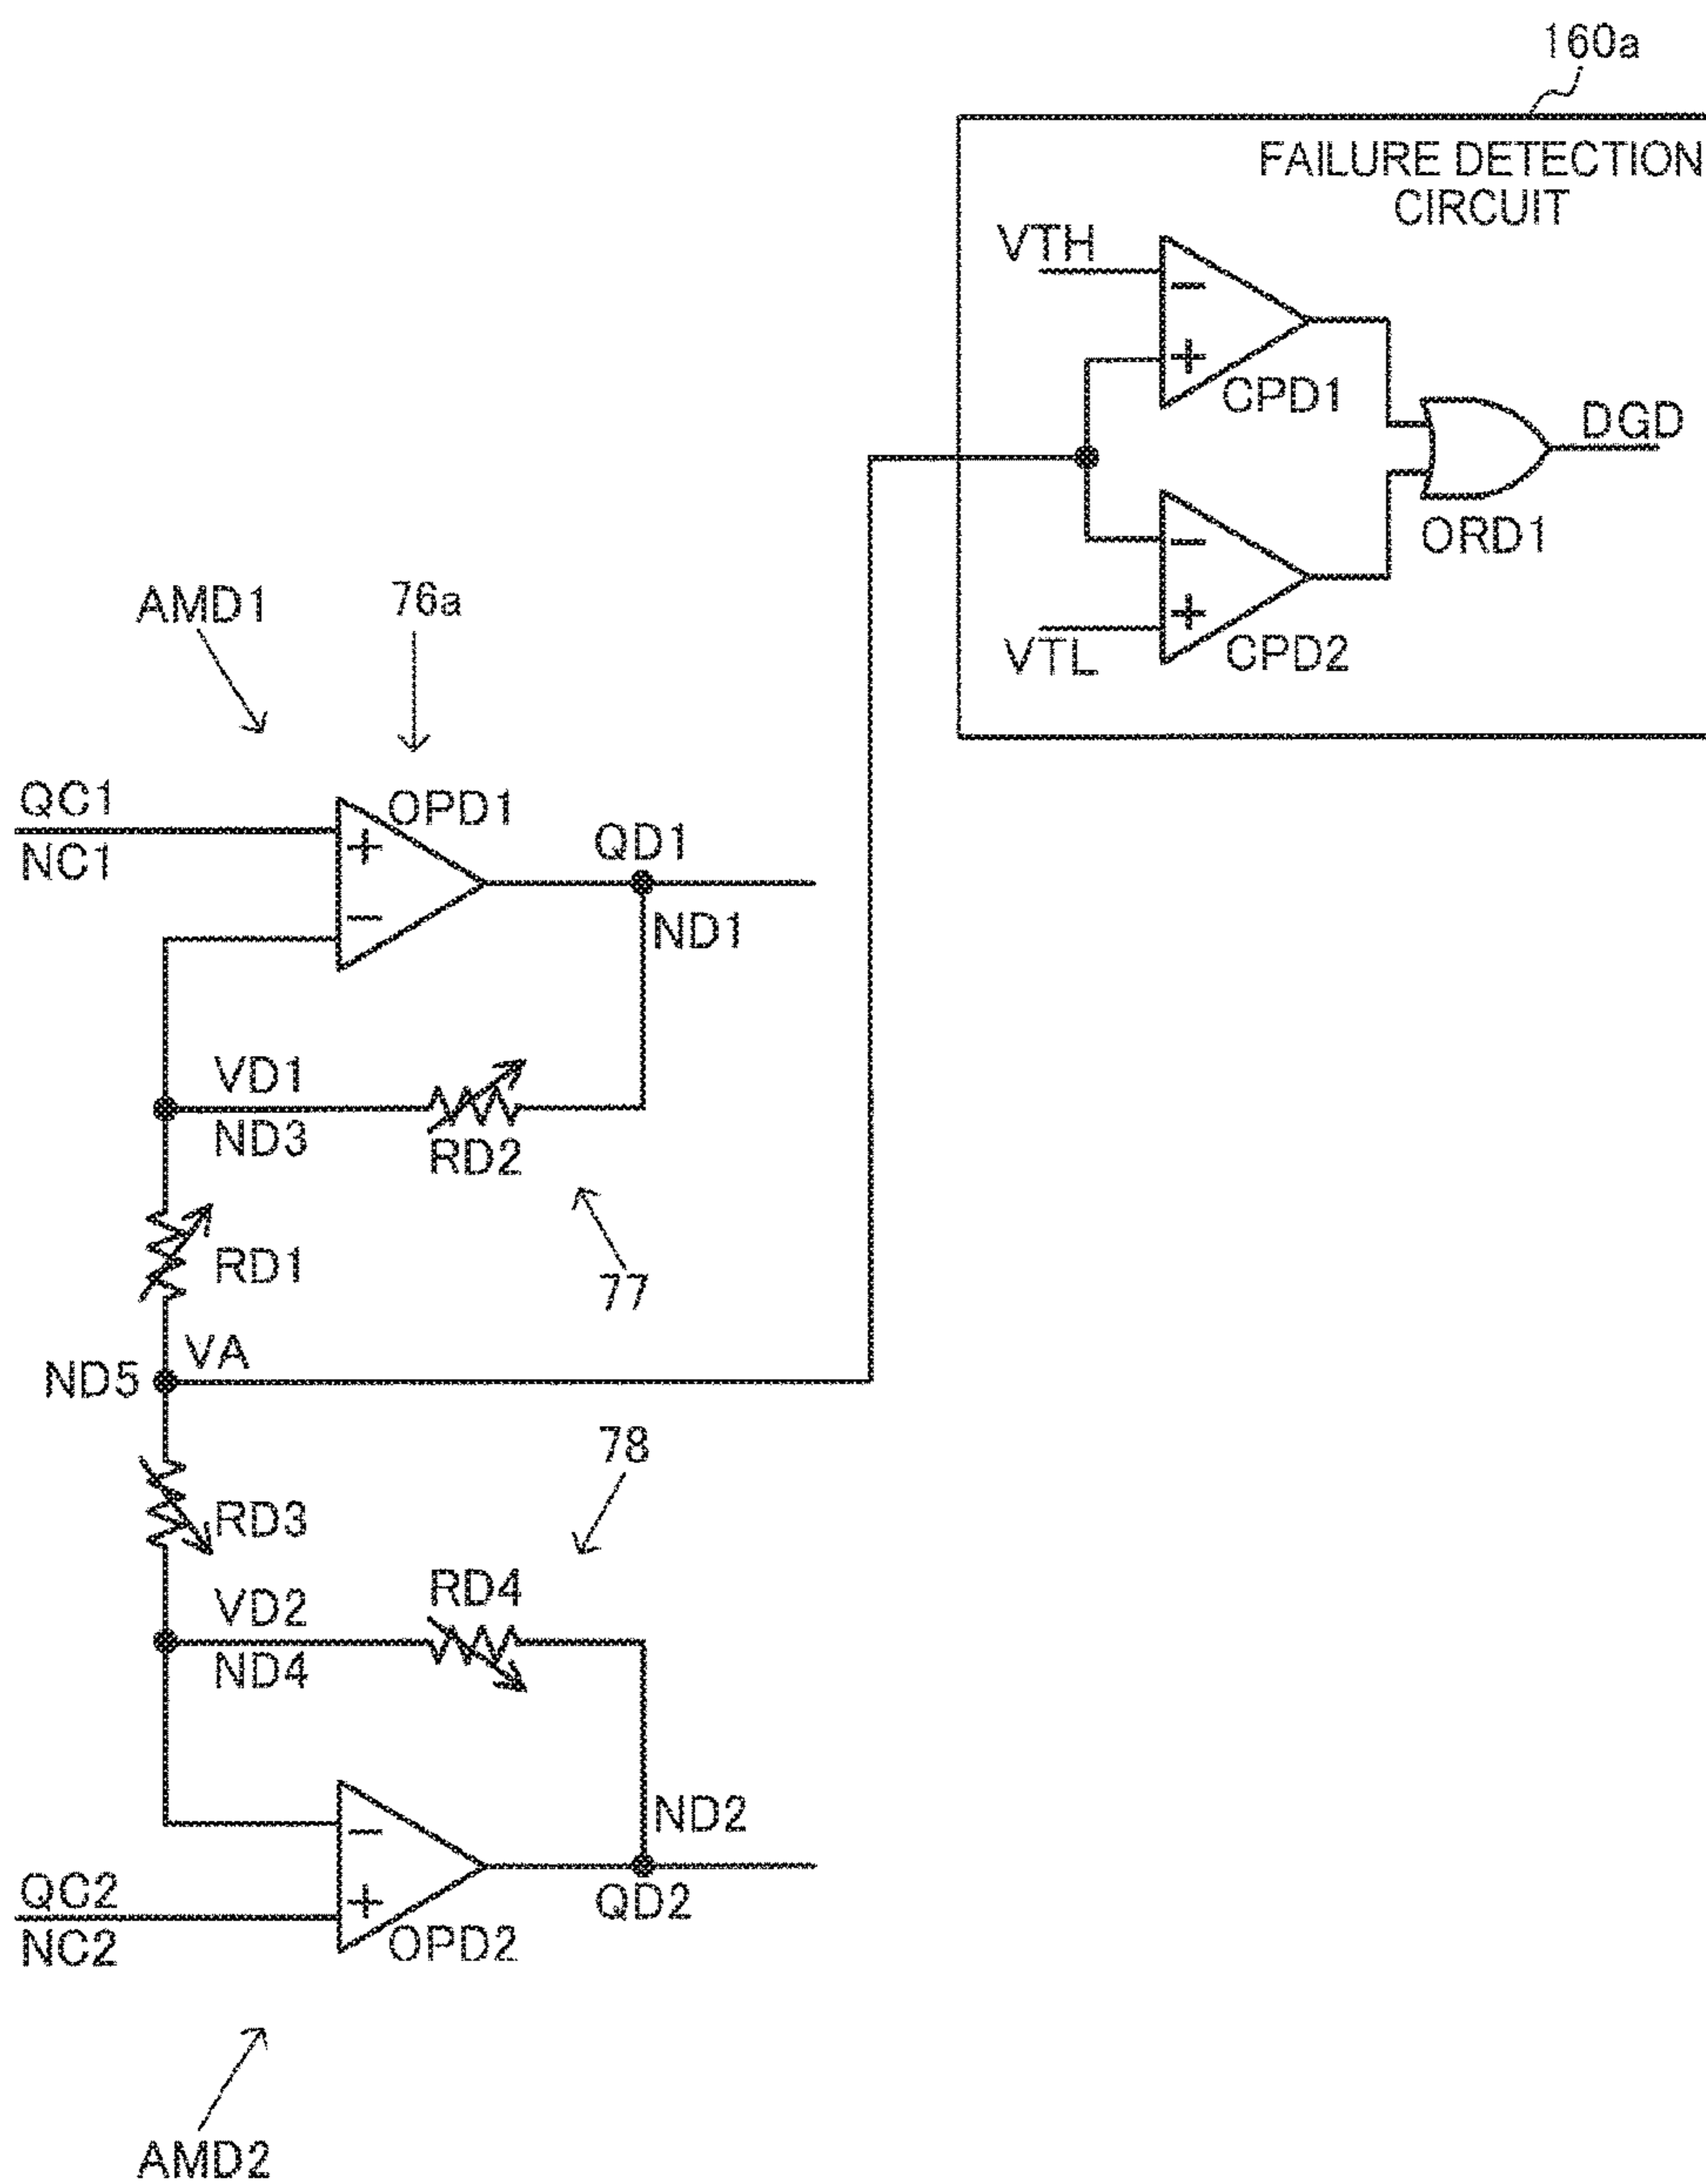 160a
FAILURE DETECTION
CIRCUIT
VTH
−
+
CPD1
DGD
ORD1
−
+
VTL
CPD2
AMD1
76a
QC1
NC1
OPD1
+
−
QD1
ND1
VD1
ND3
RD2
RD1
77
VA
ND5
78
RD3
RD4
VD2
ND4
ND2
−
+
QC2
NC2
QD2
OPD2
AMD2